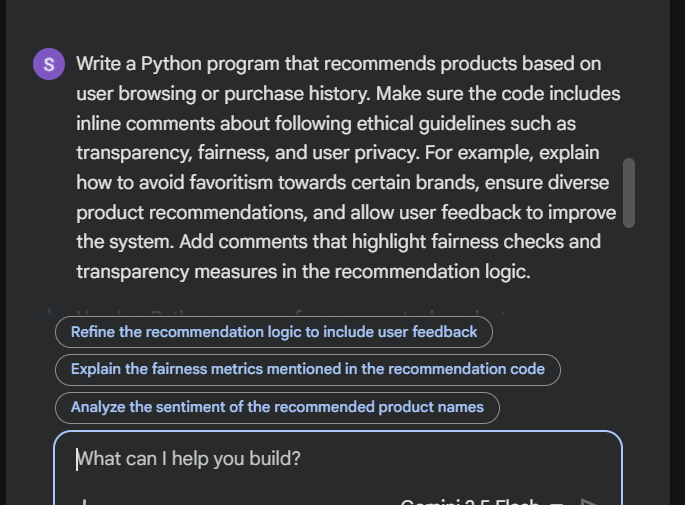 S
Write a Python program that recommends products based on
user browsing or purchase history. Make sure the code includes
inline comments about following ethical guidelines such as
transparency, fairness, and user privacy. For example, explain
how to avoid favoritism towards certain brands, ensure diverse
product recommendations, and allow user feedback to improve
the system. Add comments that highlight fairness checks and
transparency measures in the recommendation logic.
Refine the recommendation logic to include user feedback
Explain the fairness metrics mentioned in the recommendation code
Analyze the sentiment of the recommended product names
What can I help you build?
Gemini 2.5 Flash